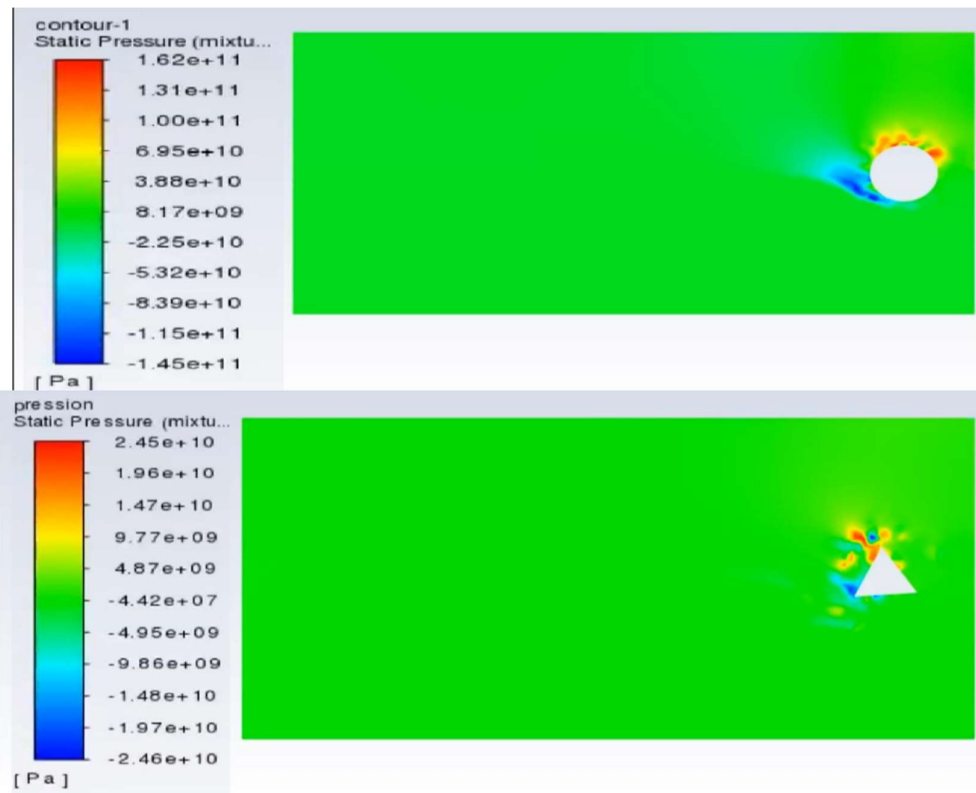 contour-1
Static Pressure (mixtu...
1.62e+11
1.31e+11
1.00e+11
6.95e+10
3.88e+10
8.17e+09
-2.25e+10
-5.32e+10
-8.39e+10
-1.15e+11
-1.45e+11
[ Pa ]
pression
Static Pressure (mixtu...
2.45e+10
1.96e+10
1.47e+10
9.77e+09
4.87e+09
-4.42e+07
-4.95e+09
-9.86e+09
-1.48e+10
-1.97e+10
-2.46e+10
[ Pa ]